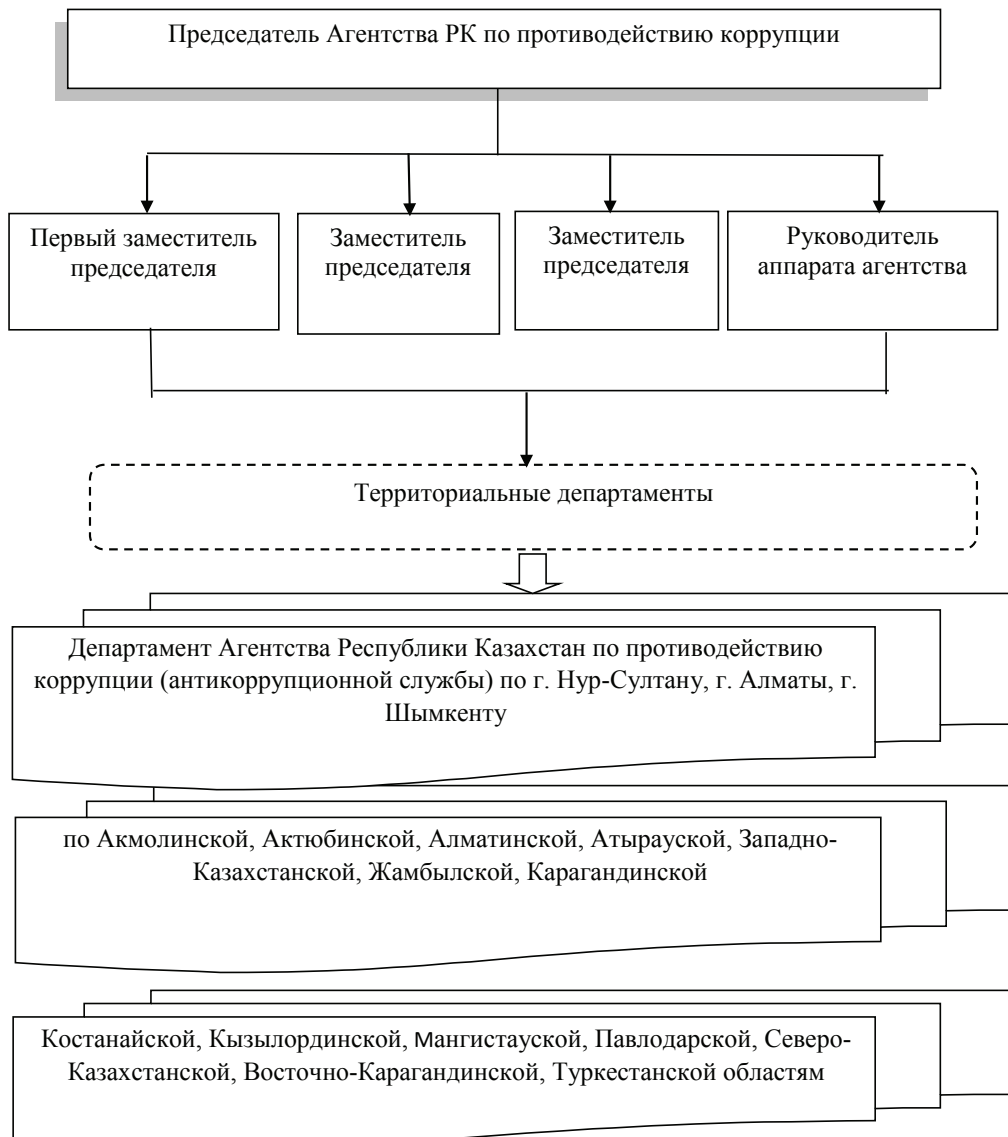 Председатель Агентства РК по противодействию коррупции
Первый заместитель
председателя
Заместитель
председателя
Заместитель
председателя
Руководитель
аппарата агентства
Территориальные департаменты
Департамент Агентства Республики Казахстан по противодействию
коррупции (антикоррупционной службы) по г. Нур-Султану, г. Алматы, г.
Шымкенту
по Акмолинской, Актюбинской, Алматинской, Атырауской, Западно-
Казахстанской, Жамбылской, Карагандинской
Костанайской, Кызылординской, Мангистауской, Павлодарской, Северо-
Казахстанской, Восточно-Карагандинской, Туркестанской областям